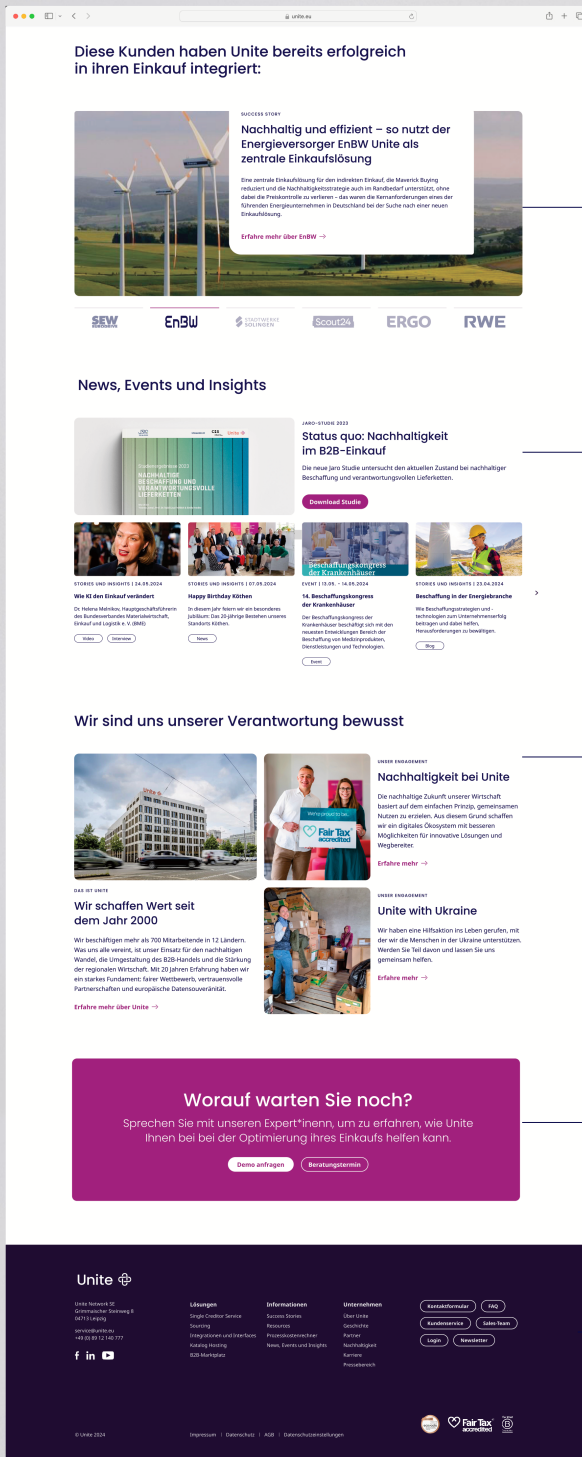 unite.eu
Diese Kunden haben Unite bereits erfolgreich
in ihren Einkauf integriert:
SUCCESS STORY
Nachhaltig und effizient – so nutzt der
Energieversorger EnBW Unite als
zentrale Einkaufslösung
Eine zentrale Einkaufslösung für den indirekten Einkauf, die Maverick Buying
reduziert und die Nachhaltigkeitsstrategie auch im Randbedarf unterstützt, ohne
dabei die Preiskontrolle zu verlieren – das waren die Kernanforderungen eines der
führenden Energieunternehmen in Deutschland bei der Suche nach einer neuen
Einkaufslösung.
Erfahre mehr über EnBW →
SEW
EURODRIVE
EnBW
STADTWERKE
SOLINGEN
Scout24
ERGO
RWE
News, Events und Insights
Unite
NACHHALTIGE
BESCHAFFUNG UND
VERANTWORTUNGSVOLLE
LIEFERKETTEN
JARO-STUDIE 2023
Status quo: Nachhaltigkeit
im B2B-Einkauf
Die neue Jaro Studie untersucht den aktuellen Zustand bei nachhaltiger
Beschaffung und verantwortungsvollen Lieferketten.
Download Studie
STORIES UND INSIGHTS | 24.05.2024
Wie KI den Einkauf verändert
Dr. Helena Melnikov, Hauptgeschäftsführerin
des Bundesverbandes Materialwirtschaft,
Einkauf und Logistik e. V. (BME)
Video
Interview
STORIES UND INSIGHTS | 07.05.2024
Happy Birthday Köthen
In diesem Jahr feiern wir ein besonderes
Jubiläum: Das 20-jährige Bestehen unseres
Standorts Köthen.
News
Beschaffungskongress
der Krankenhäuser
EVENT | 13.05. – 14.05.2024
14. Beschaffungskongress
der Krankenhäuser
Der Beschaffungskongress der
Krankenhäuser beschäftigt sich mit den
neuesten Entwicklungen Bereich der
Beschaffung von Medizinprodukten,
Dienstleistungen und Technologien.
Event
STORIES UND INSIGHTS | 23.04.2024
Beschaffung in der Energiebranche
Wie Beschaffungsstrategien und -
technologien zum Unternehmenserfolg
beitragen und dabei helfen,
Herausforderungen zu bewältigen.
Blog
Wir sind uns unserer Verantwortung bewusst
Unite
DAS IST UNITE
Wir schaffen Wert seit
dem Jahr 2000
Wir beschäftigen mehr als 700 Mitarbeitende in 12 Ländern.
Was uns alle vereint, ist unser Einsatz für den nachhaltigen
Wandel, die Umgestaltung des B2B-Handels und die Stärkung
der regionalen Wirtschaft. Mit 20 Jahren Erfahrung haben wir
ein starkes Fundament: fairer Wettbewerb, vertrauensvolle
Partnerschaften und europäische Datensouveränität.
Erfahre mehr über Unite →
We're proud to be...
Fair Tax
accredited
UNSER ENGAGEMENT
Nachhaltigkeit bei Unite
Die nachhaltige Zukunft unserer Wirtschaft
basiert auf dem einfachen Prinzip, gemeinsamen
Nutzen zu erzielen. Aus diesem Grund schaffen
wir ein digitales Ökosystem mit besseren
Möglichkeiten für innovative Lösungen und
Wegbereiter.
Erfahre mehr →
UNSER ENGAGEMENT
Unite with Ukraine
Wir haben eine Hilfsaktion ins Leben gerufen, mit
der wir die Menschen in der Ukraine unterstützen.
Werden Sie Teil davon und lassen Sie uns
gemeinsam helfen.
Erfahre mehr →
Worauf warten Sie noch?
Sprechen Sie mit unseren Expert*inenn, um zu erfahren, wie Unite
Ihnen bei bei der Optimierung ihres Einkaufs helfen kann.
Demo anfragen
Beratungstermin
Unite
Unite Network SE
Grimmaischer Steinweg 8
04713 Leipzig
service@unite.eu
+49 (0) 89 12 140 777
Lösungen
Single Creditor Service
Sourcing
Integrationen und Interfaces
Katalog Hosting
B2B-Marktplatz
Informationen
Success Stories
Resources
Prozesskostenrechner
News, Events und Insights
Unternehmen
Über Unite
Geschichte
Partner
Nachhaltigkeit
Karriere
Pressebereich
Kontaktformular
FAQ
Kundenservice
Sales-Team
Login
Newsletter
Fair Tax
accredited
© Unite 2024
Impressum | Datenschutz | AGB | Datenschutzeinstellungen